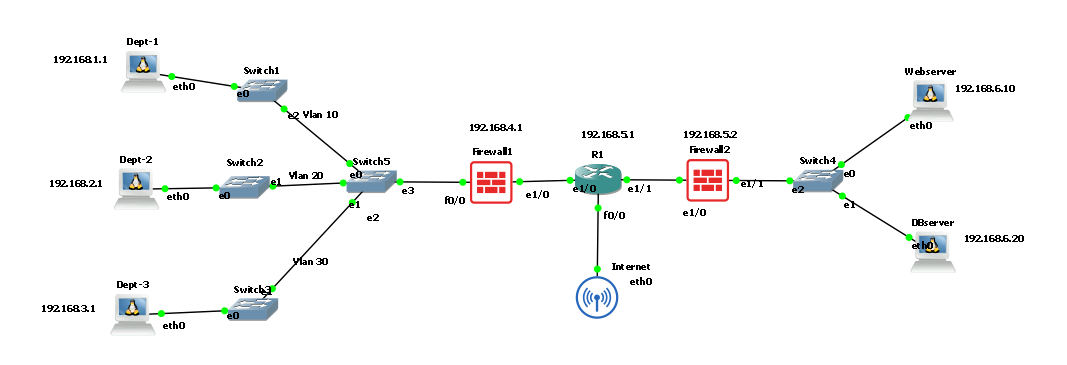 Dept-1
192.168.1.1
eth0
Switch1
e0
e2 Vlan 10
Dept-2
192.168.2.1
eth0
Switch2
e0
e1
Vlan 20
Switch5
e0
e1
e2
e3
Dept-3
192.168.3.1
eth0
Switch3
e0
Vlan 30
192.168.4.1
Firewall1
f0/0
e1/0
192.168.5.1
R1
e1/0
e1/1
f0/0
Internet
eth0
192.168.5.2
Firewall2
e1/0
e1/1
Switch4
e2
e0
e1
Webserver
192.168.6.10
eth0
DBserver
192.168.6.20
eth0